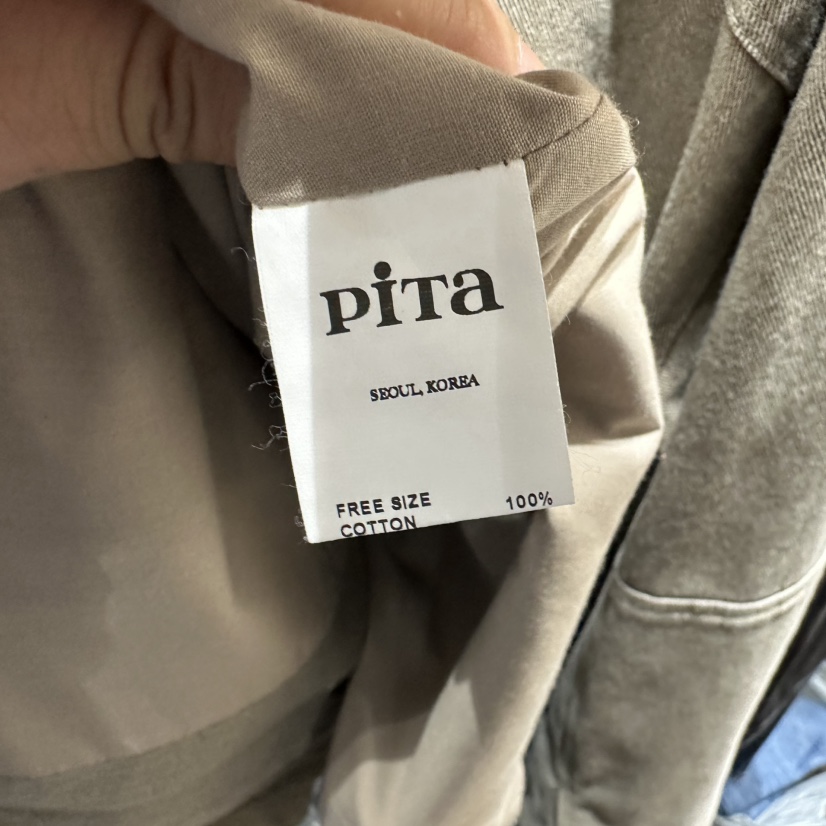 PiTa
SEOUL, KOREA
FREE SIZE 100%
COTTON